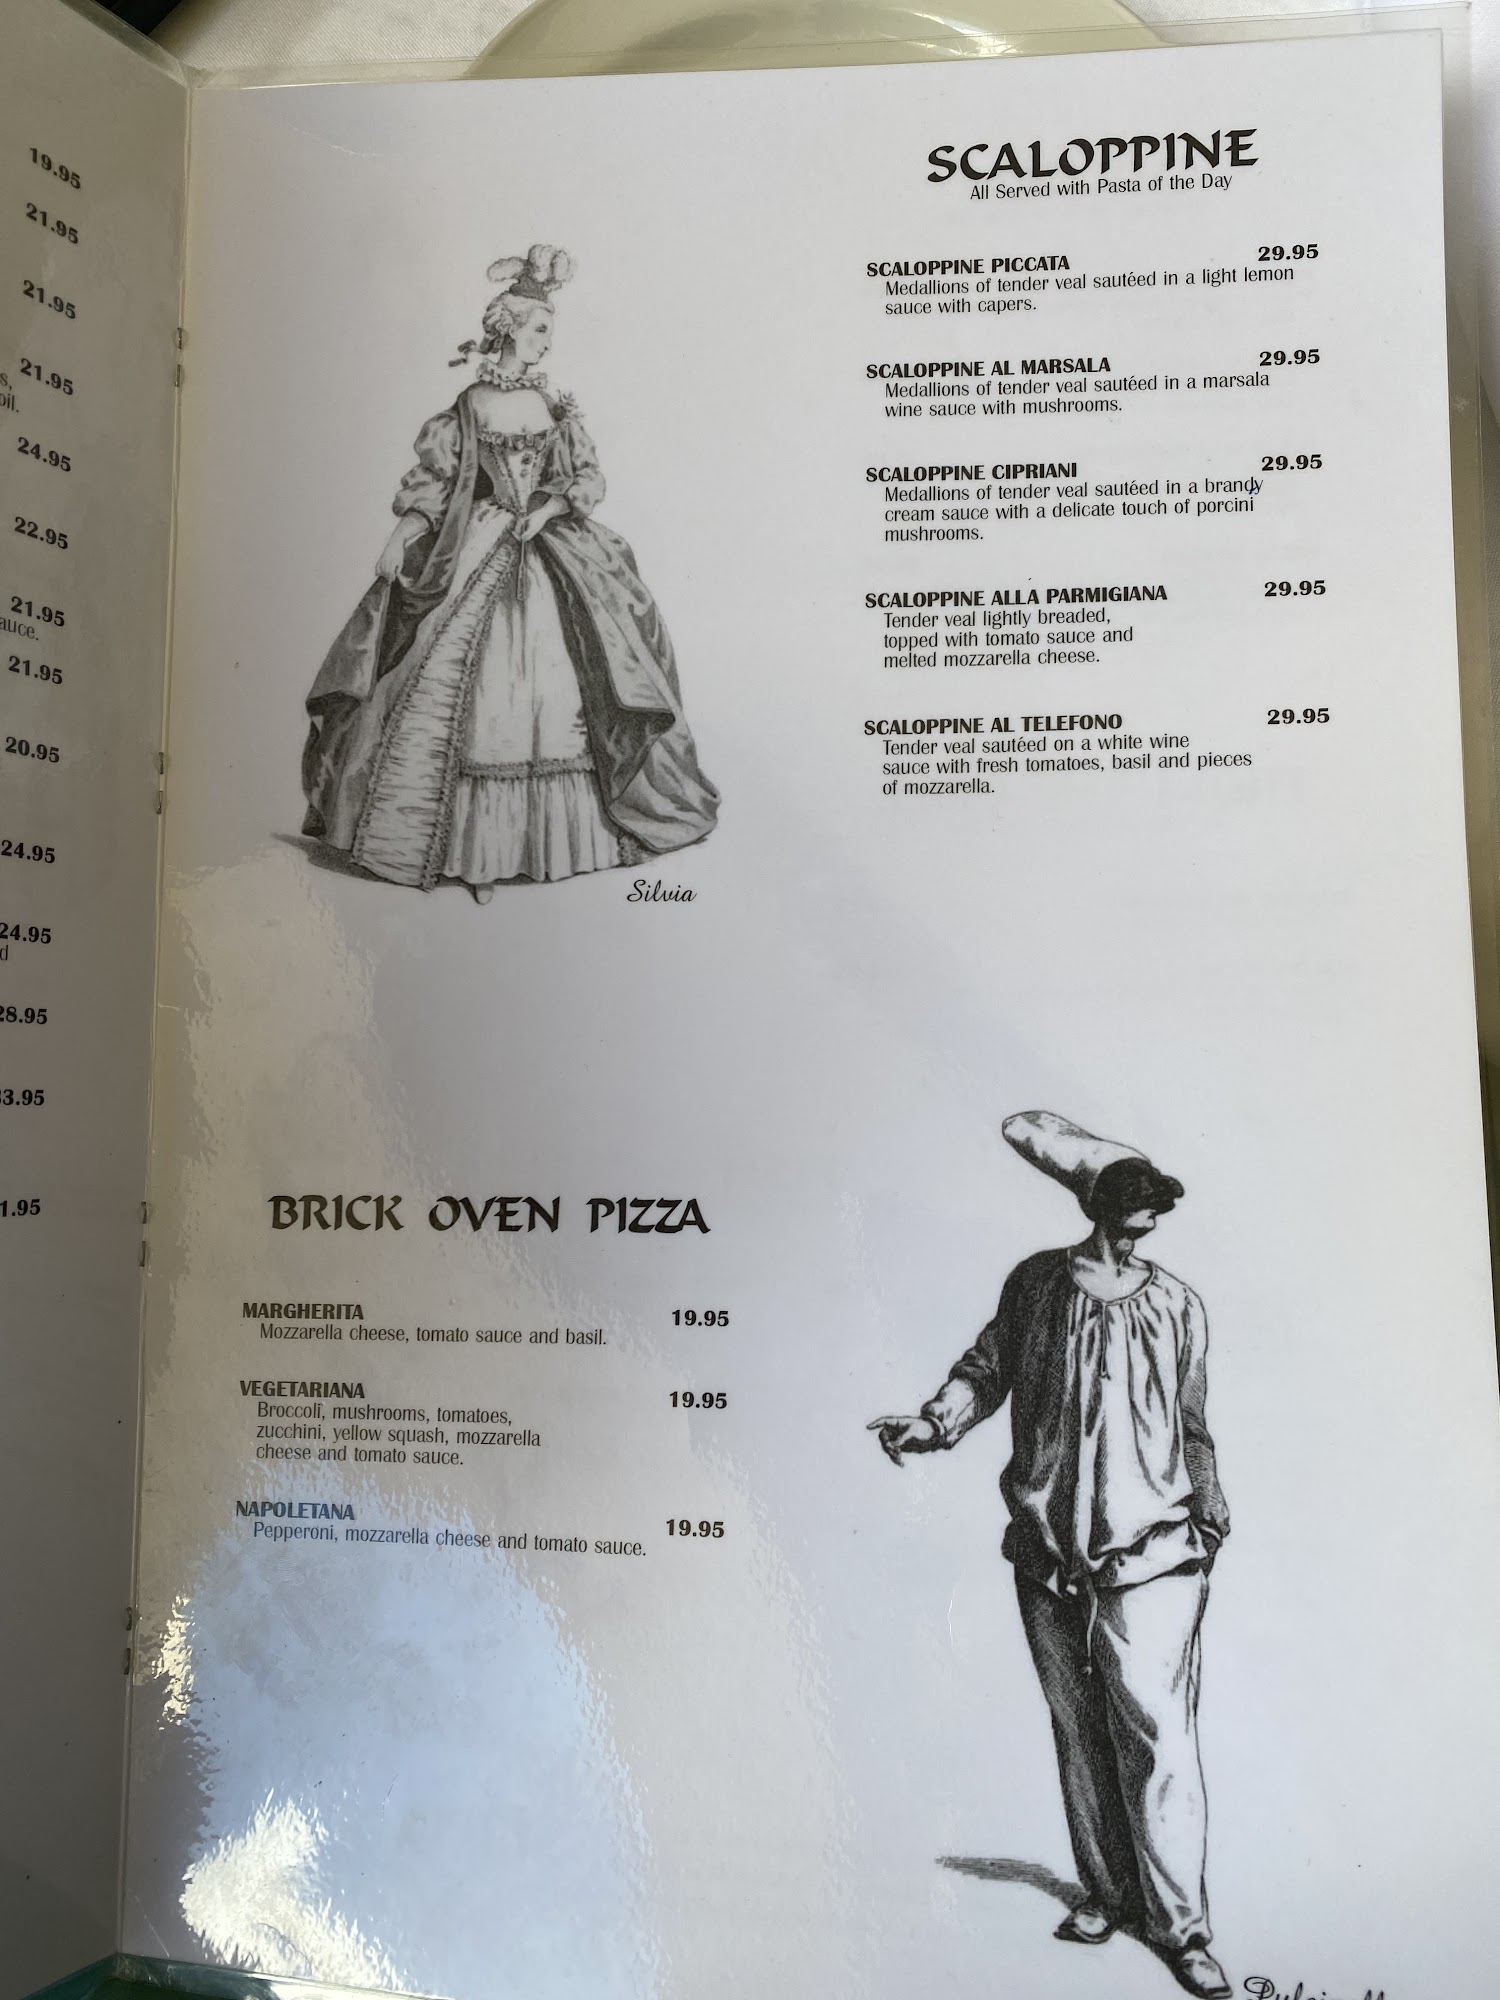 19.95
21.95
21.95
21.95
oil.
24.95
22.95
21.95
21.95
20.95
24.95
24.95
d
28.95
1.95
SCALOPPINE
All Served with Pasta of the Day
SCALOPPINE PICCATA 29.95
Medallions of tender veal sautéed in a light lemon
sauce with capers.
SCALOPPINE AL MARSALA 29.95
Medallions of tender veal sautéed in a marsala
wine sauce with mushrooms.
SCALOPPINE CIPRIANI 29.95
Medallions of tender veal sautéed in a brandy
cream sauce with a delicate touch of porcini
mushrooms.
SCALOPPINE ALLA PARMIGIANA 29.95
Tender veal lightly breaded,
topped with tomato sauce and
melted mozzarella cheese.
SCALOPPINE AL TELEFONO 29.95
Tender veal sautéed on a white wine
sauce with fresh tomatoes, basil and pieces
of mozzarella.
Silvia
BRICK OVEN PIZZA
MARGHERITA 19.95
Mozzarella cheese, tomato sauce and basil.
VEGETARIANA 19.95
Broccoli, mushrooms, tomatoes,
zucchini, yellow squash, mozzarella
cheese and tomato sauce.
NAPOLETANA 19.95
Pepperoni, mozzarella cheese and tomato sauce.